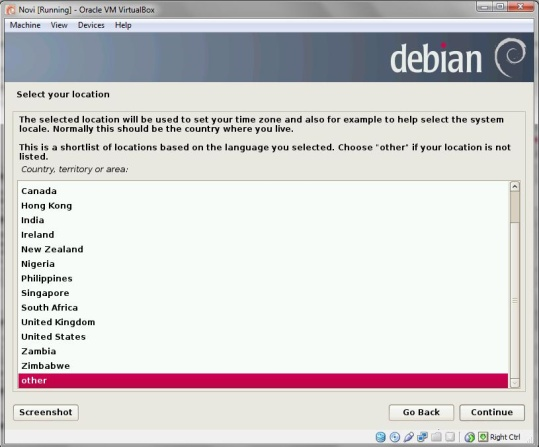 Novi [Running] - Oracle VM VirtualBox
Machine View Devices Help
debian
Select your location
The selected location will be used to set your time zone and also for example to help select the system
locale. Normally this should be the country where you live.
This is a shortlist of locations based on the language you selected. Choose "other" if your location is not
listed.
Country, territory or area:
Canada
Hong Kong
India
Ireland
New Zealand
Nigeria
Philippines
Singapore
South Africa
United Kingdom
United States
Zambia
Zimbabwe
other
Screenshot
Go Back
Continue
Right Ctrl